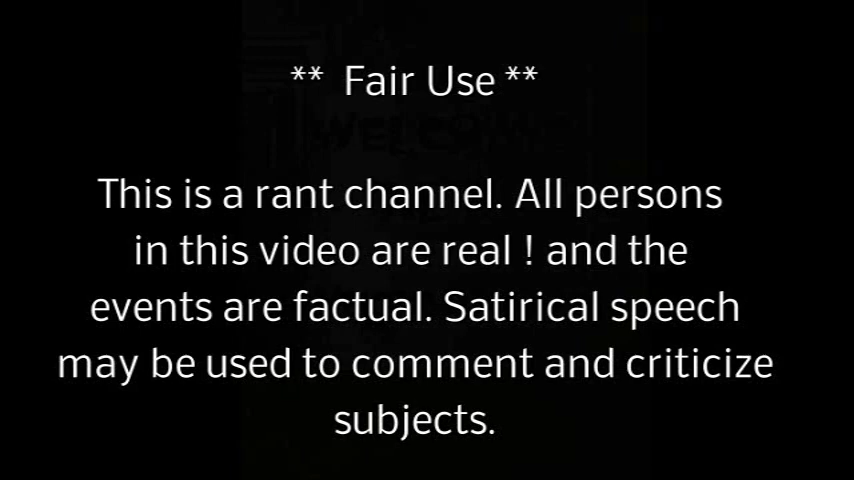 ** Fair Use **
This is a rant channel. All persons
in this video are real ! and the
events are factual. Satirical speech
may be used to comment and criticize
subjects.